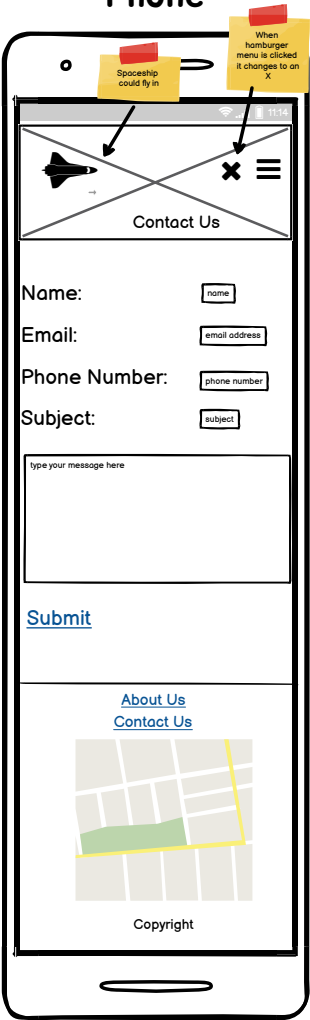 Phone
When
hamburger
menu is clicked
it changes to an
X
Spaceship
could fly in
11:14
Contact Us
Name:
name
Email:
email address
Phone Number:
phone number
Subject:
subject
type your message here
Submit
About Us
Contact Us
Copyright